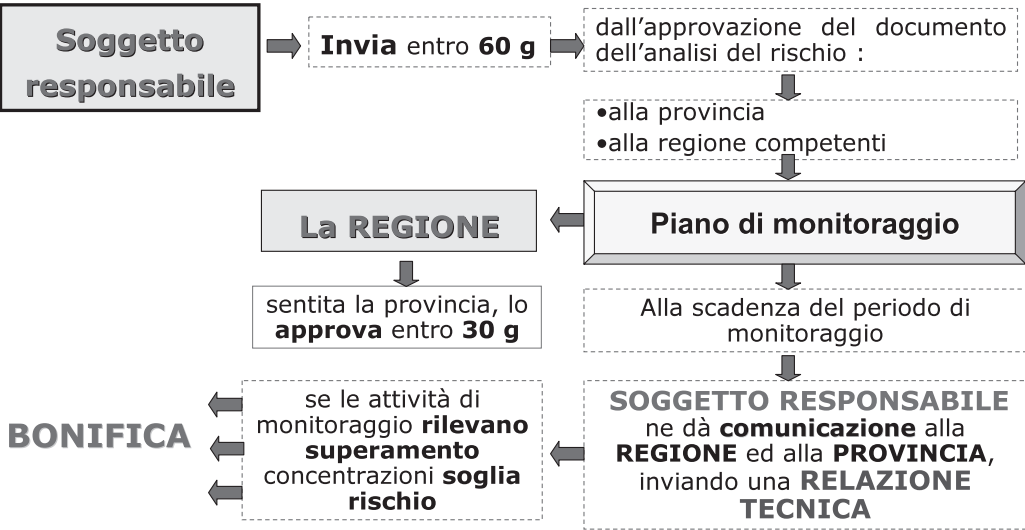 Soggetto
responsabile
Invia entro 60 g
dall'approvazione del documento
dell'analisi del rischio :
•alla provincia
•alla regione competenti
Piano di monitoraggio
La REGIONE
sentita la provincia, lo
approva entro 30 g
Alla scadenza del periodo di
monitoraggio
SOGGETTO RESPONSABILE
ne dà comunicazione alla
REGIONE ed alla PROVINCIA,
inviando una RELAZIONE
TECNICA
se le attività di
monitoraggio rilevano
superamento
concentrazioni soglia
rischio
BONIFICA